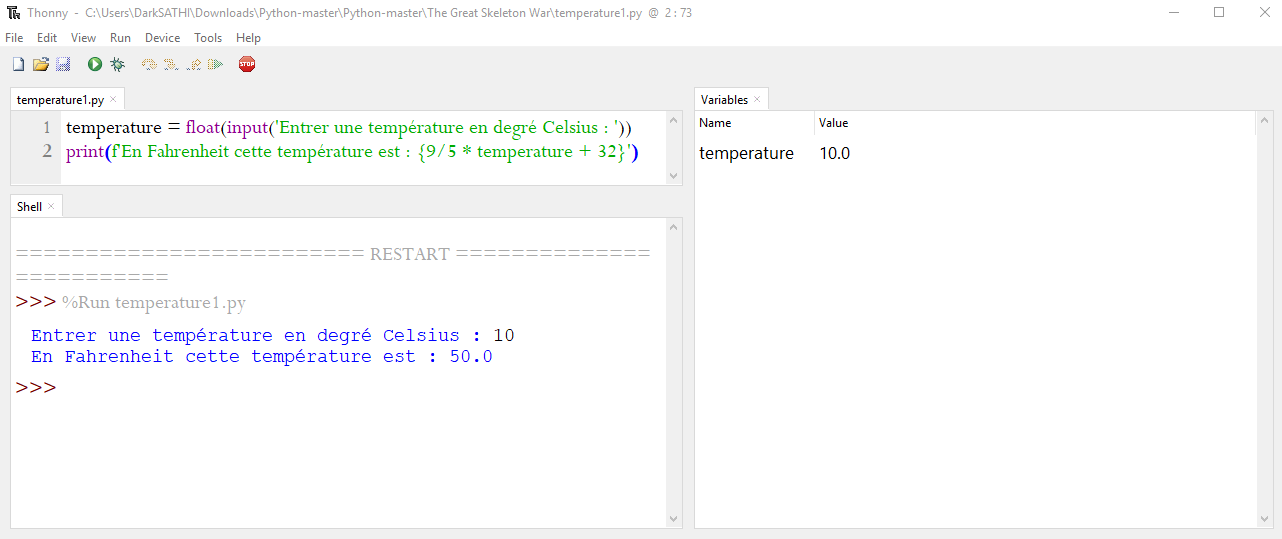 Thonny - C:\Users\DarkSATHI\Downloads\Python-master\Python-master\The Great Skeleton War\temperature1.py @ 2 : 73
File Edit View Run Device Tools Help
STOP
temperature1.py ×
1 temperature = float(input('Entrer une température en degré Celsius : '))
2 print(f'En Fahrenheit cette température est : {9/5 * temperature + 32}')
Shell ×
========================= RESTART ==============
===========
>>> %Run temperature1.py
Entrer une température en degré Celsius : 10
En Fahrenheit cette température est : 50.0
>>>
Variables ×
Name Value
temperature 10.0